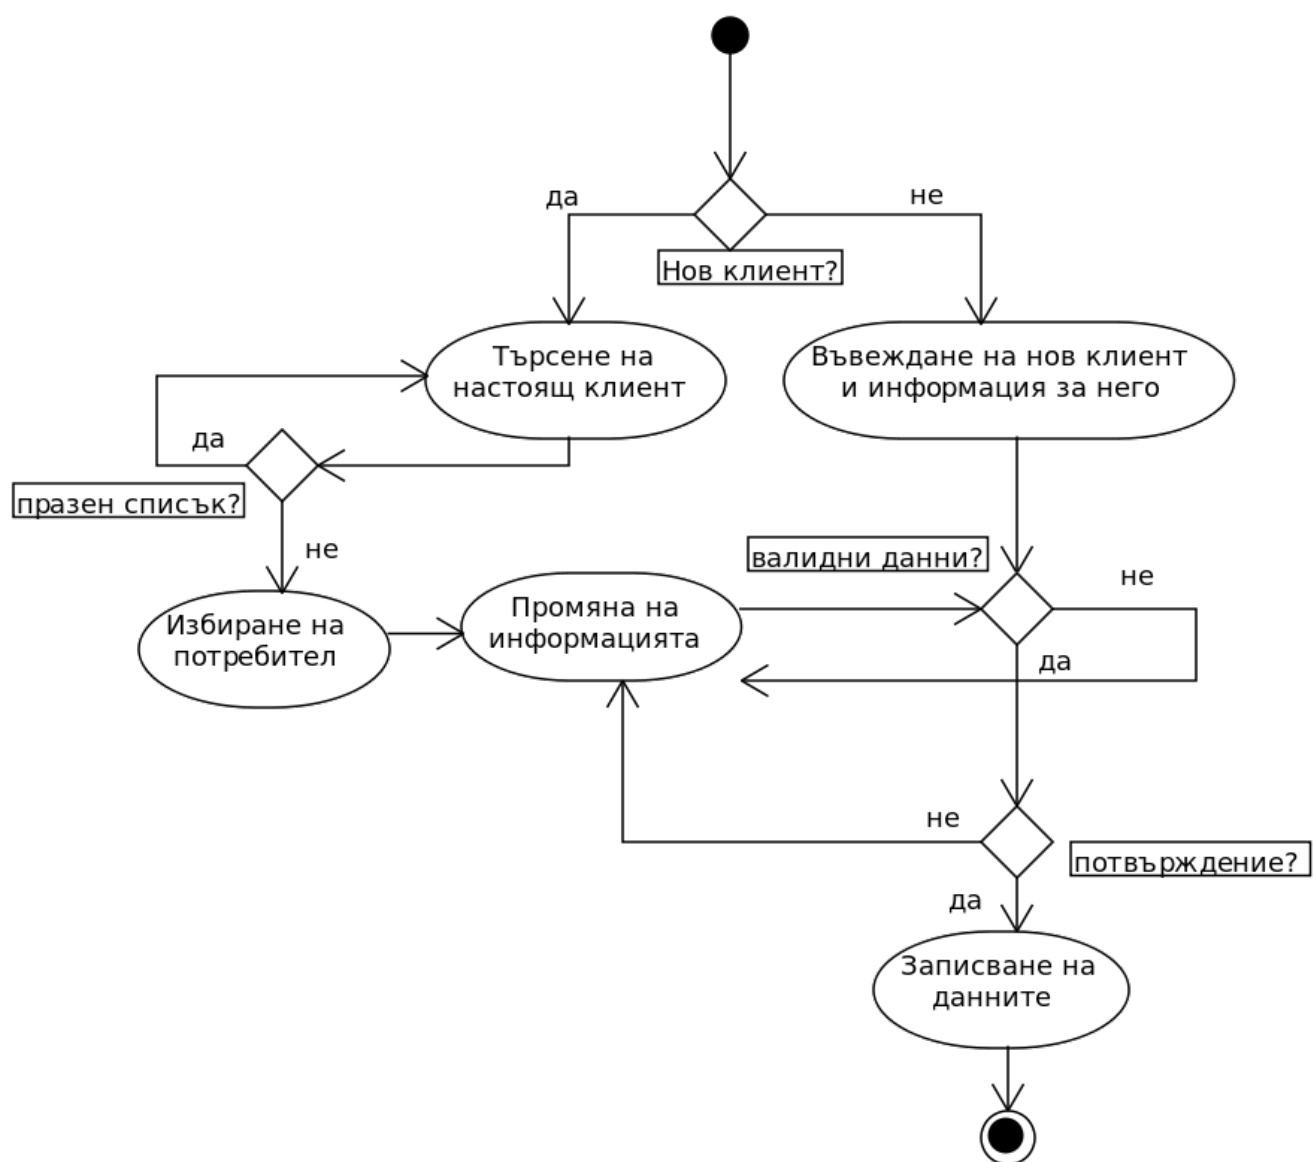 да
не
Нов клиент?
Търсене на
настоящ клиент
Въвеждане на нов клиент
и информация за него
да
празен списък?
не
валидни данни?
не
Избиране на
потребител
Промяна на
информацията
да
не
потвърждение?
да
Записване на
данните